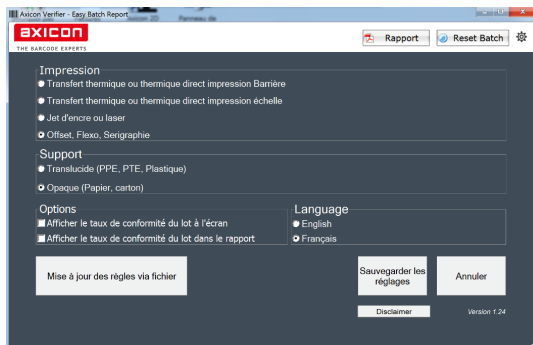 Axicon Verifier - Easy Batch Report
axicon
THE BARCODE EXPERTS
Rapport
Reset Batch
Impression
Transfert thermique ou thermique direct impression Barrière
Transfert thermique ou thermique direct impression échelle
Jet d'encre ou laser
Offset, Flexo, Serigraphie
Support
Translucide (PPE, PTE, Plastique)
Opaque (Papier, carton)
Options
Afficher le taux de conformité du lot à l'écran
Afficher le taux de conformité du lot dans le rapport
Language
English
Français
Mise à jour des règles via fichier
Sauvegarder les
réglages
Annuler
Disclaimer
Version 1.24